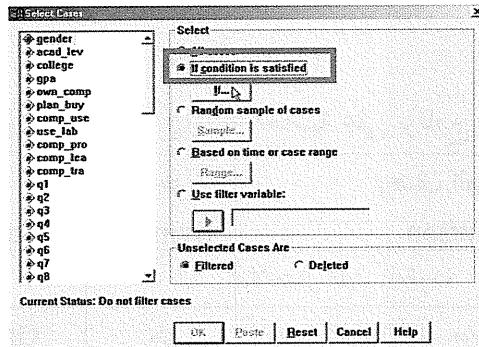 Select Cases
gender
acad_lev
college
gpa
own_comp
plan_buy
comp_use
use_lab
comp_pro
comp_lea
comp_tra
q1
q2
q3
q4
q5
q6
q7
q8
Select
If condition is satisfied
If...
Random sample of cases
Sample...
Based on time or case range
Range...
Use filter variable:
Unselected Cases Are
Filtered
Deleted
Current Status: Do not filter cases
OK
Paste
Reset
Cancel
Help